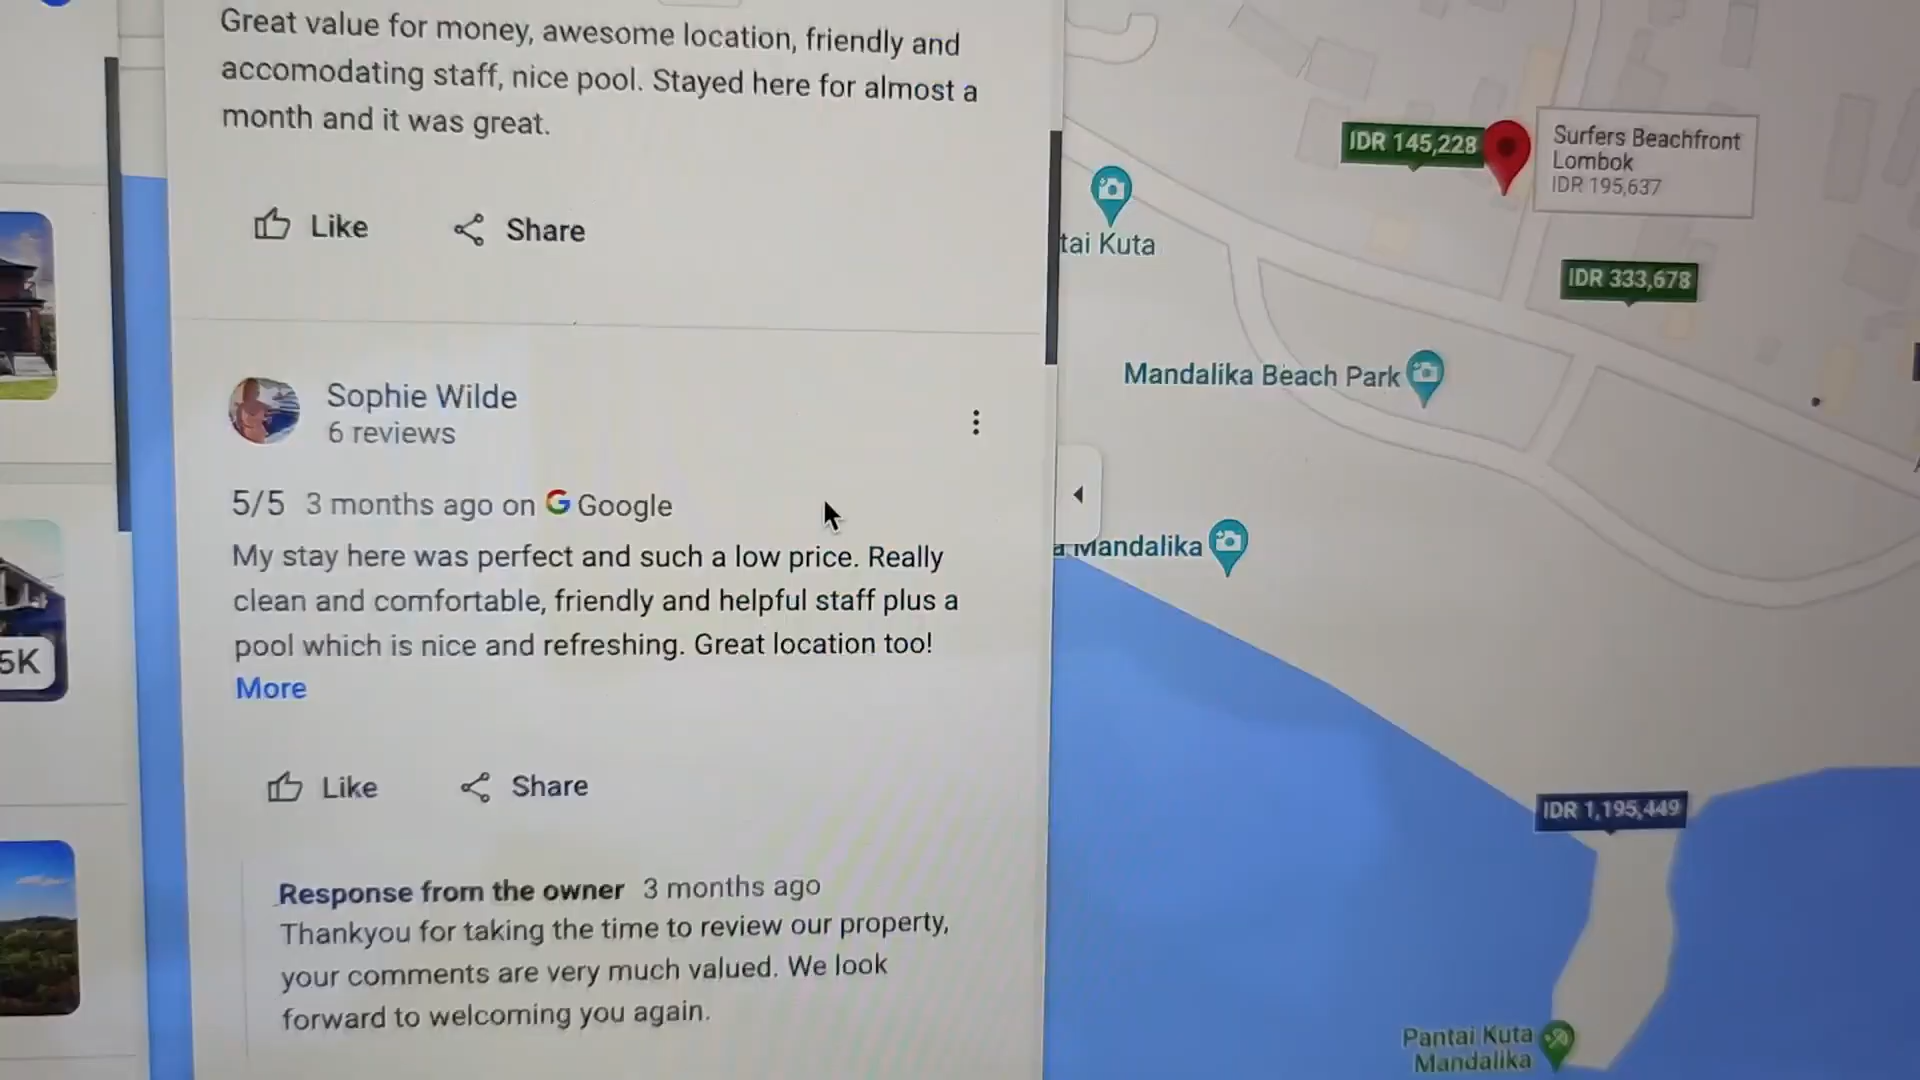 Great value for money, awesome location, friendly and
accomodating staff, nice pool. Stayed here for almost a
month and it was great.
Like
Share
Sophie Wilde
6 reviews
5/5 3 months ago on Google
My stay here was perfect and such a low price. Really
clean and comfortable, friendly and helpful staff plus a
pool which is nice and refreshing. Great location too!
More
Like
Share
Response from the owner 3 months ago
Thankyou for taking the time to review our property,
your comments are very much valued. We look
forward to welcoming you again.
5K
IDR 145,228
Surfers Beachfront
Lombok
IDR 195,637
tai Kuta
IDR 333,678
Mandalika Beach Park
a Mandalika
IDR 1,195,449
Pantai Kuta
Mandalika